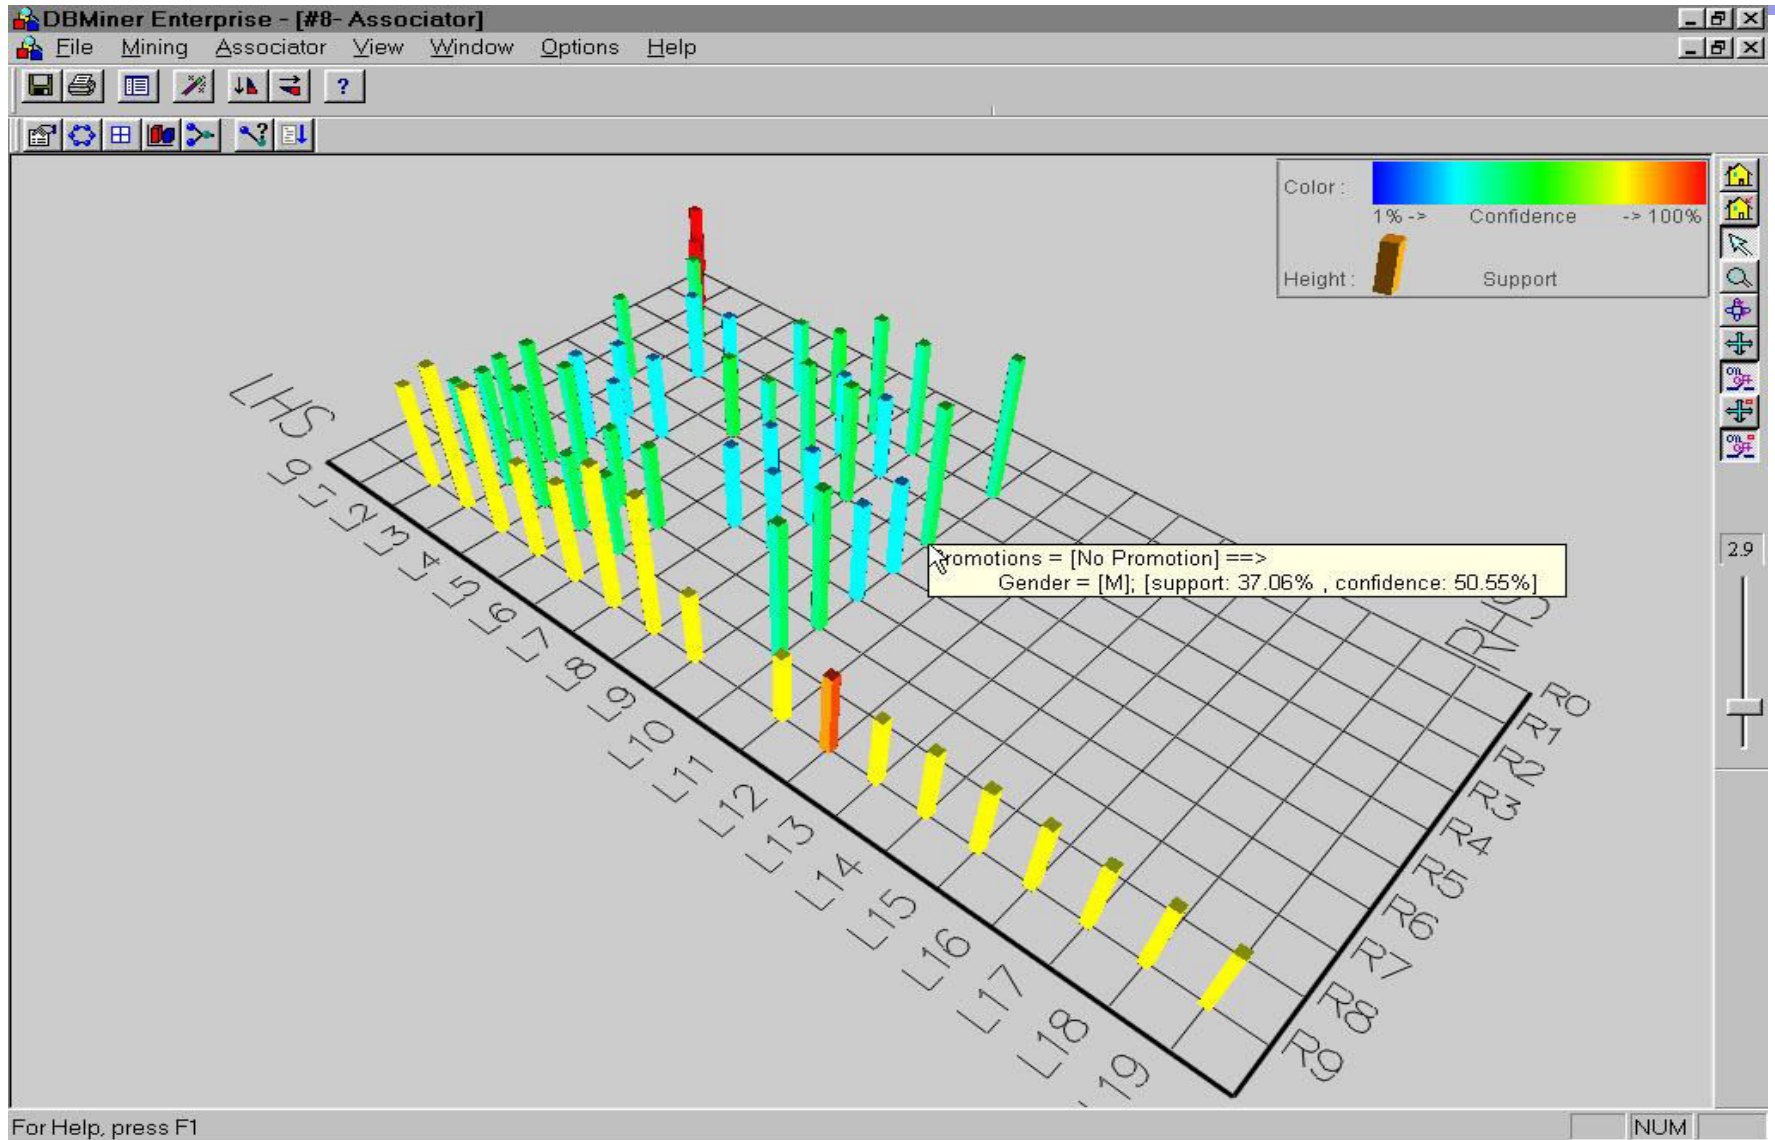 DBMiner Enterprise - [#8- Associator]
File Mining Associator View Window Options Help
Color :
1% -> Confidence -> 100%
Height : Support
2.9
LHS
L0
L1
L2
L3
L4
L5
L6
L7
L8
L9
L10
L11
L12
L13
L14
L15
L16
L17
L18
19
romotions = [No Promotion] ==>
Gender = [M]; [support: 37.06% , confidence: 50.55%]
RHS
R0
R1
R2
R3
R4
R5
R6
R7
R8
R9
For Help, press F1
NUM